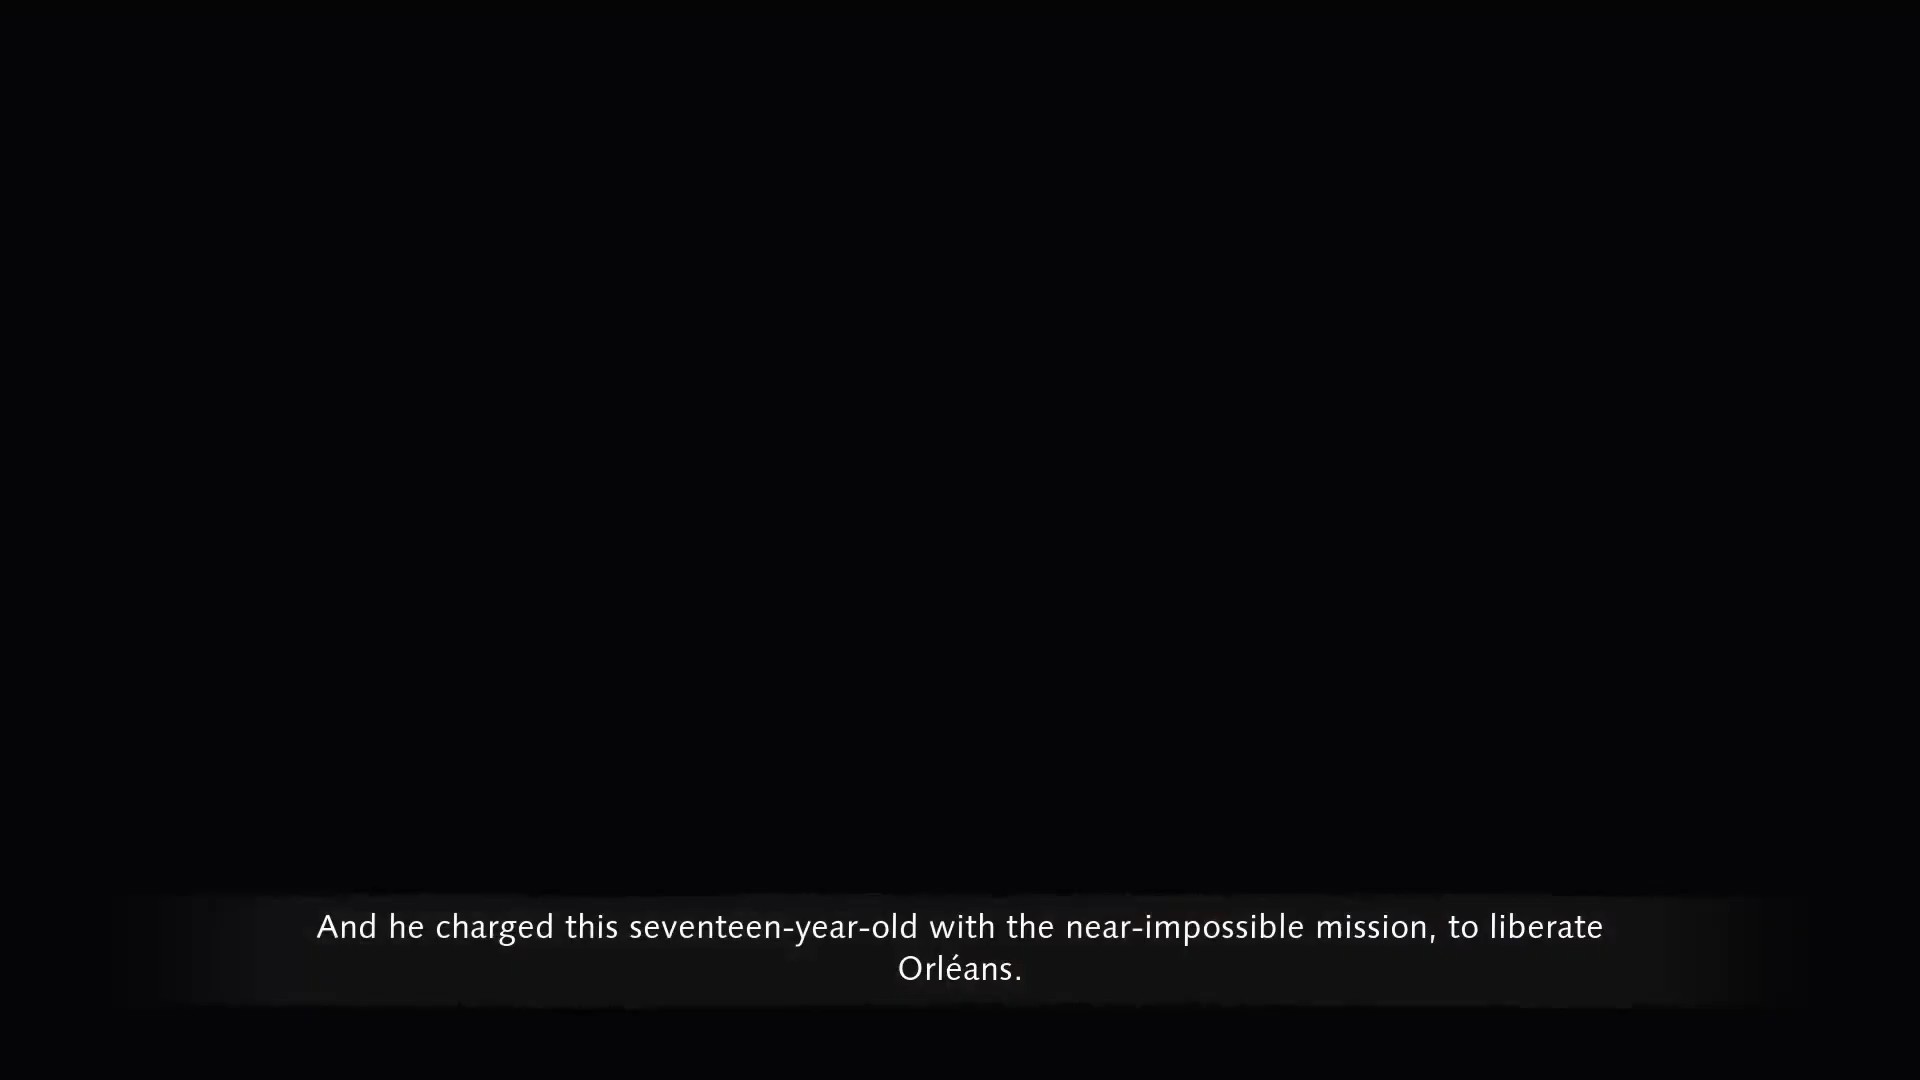 And he charged this seventeen-year-old with the near-impossible mission, to liberate
Orléans.